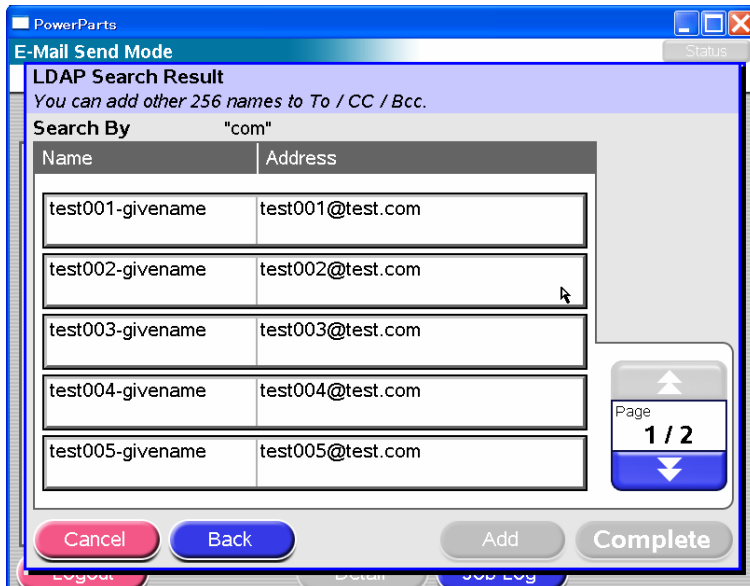 PowerParts
E-Mail Send Mode
Status
LDAP Search Result
You can add other 256 names to To / CC / Bcc.
Search By "com"
Name Address
test001-givename test001@test.com
test002-givename test002@test.com
test003-givename test003@test.com
test004-givename test004@test.com
test005-givename test005@test.com
Page
1 / 2
Cancel Back Add Complete
Logout Detail Job Log